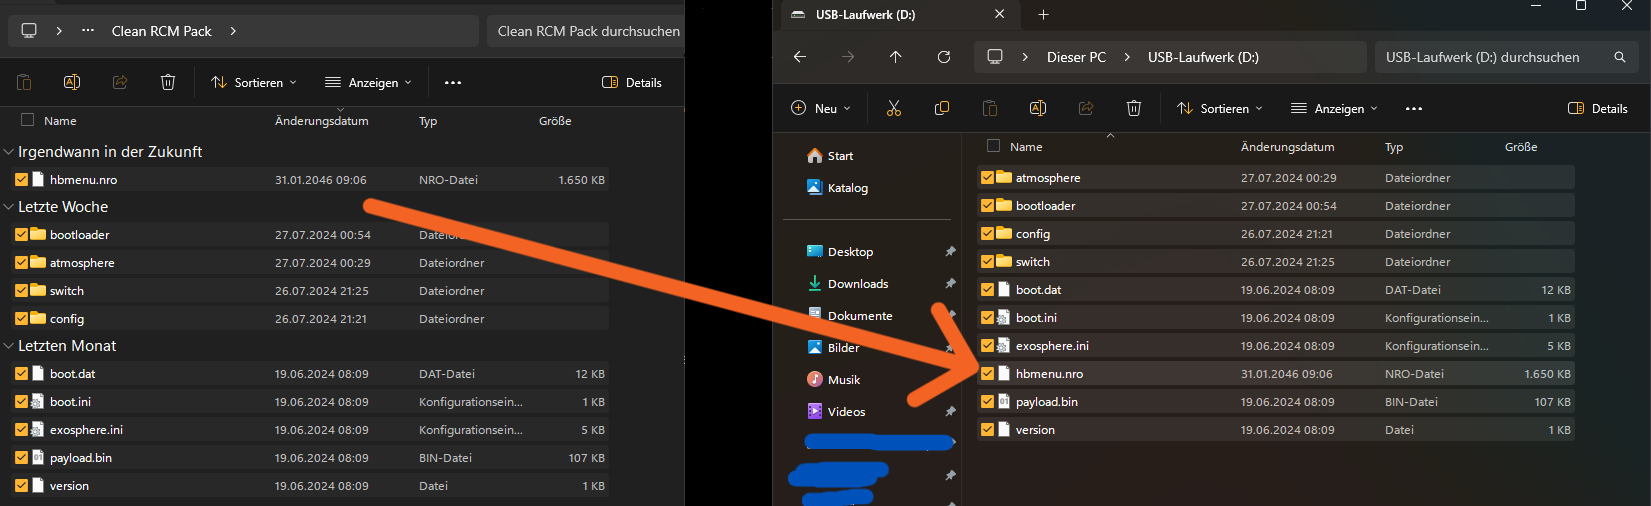 Clean RCM Pack
Clean RCM Pack durchsuchen
Sortieren
Anzeigen
Details
Name Änderungsdatum Typ Größe
Irgendwann in der Zukunft
hbmenu.nro 31.01.2046 09:06 NRO-Datei 1.650 KB
Letzte Woche
bootloader 27.07.2024 00:54 Dateiordner
atmosphere 27.07.2024 00:29 Dateiordner
switch 26.07.2024 21:25 Dateiordner
config 26.07.2024 21:21 Dateiordner
Letzten Monat
boot.dat 19.06.2024 08:09 DAT-Datei 12 KB
boot.ini 19.06.2024 08:09 Konfigurationsein... 1 KB
exosphere.ini 19.06.2024 08:09 Konfigurationsein... 5 KB
payload.bin 19.06.2024 08:09 BIN-Datei 107 KB
version 19.06.2024 08:09 Datei 1 KB
USB-Laufwerk (D:)
Dieser PC USB-Laufwerk (D:)
USB-Laufwerk (D:) durchsuchen
Neu
Sortieren
Anzeigen
Details
Start
Katalog
Desktop
Downloads
Dokumente
Bilder
Musik
Videos
Name Änderungsdatum Typ Größe
atmosphere 27.07.2024 00:29 Dateiordner
bootloader 27.07.2024 00:54 Dateiordner
config 26.07.2024 21:21 Dateiordner
switch 26.07.2024 21:25 Dateiordner
boot.dat 19.06.2024 08:09 DAT-Datei 12 KB
boot.ini 19.06.2024 08:09 Konfigurationsein... 1 KB
exosphere.ini 19.06.2024 08:09 Konfigurationsein... 5 KB
hbmenu.nro 31.01.2046 09:06 NRO-Datei 1.650 KB
payload.bin 19.06.2024 08:09 BIN-Datei 107 KB
version 19.06.2024 08:09 Datei 1 KB